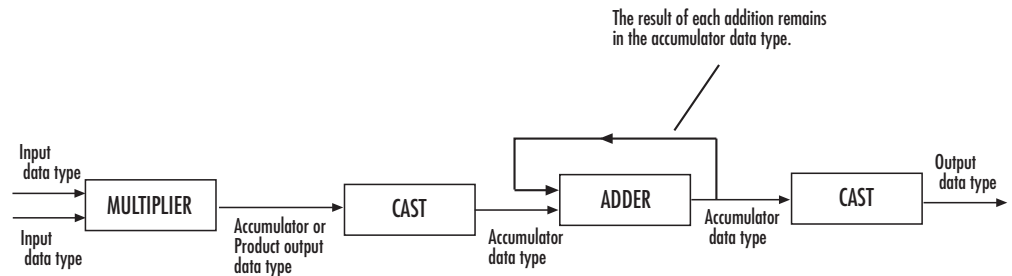 The result of each addition remains
in the accumulator data type.
Input
data type
MULTIPLIER
Input
data type
Accumulator or
Product output
data type
CAST
Accumulator
data type
ADDER
Accumulator
data type
CAST
Output
data type